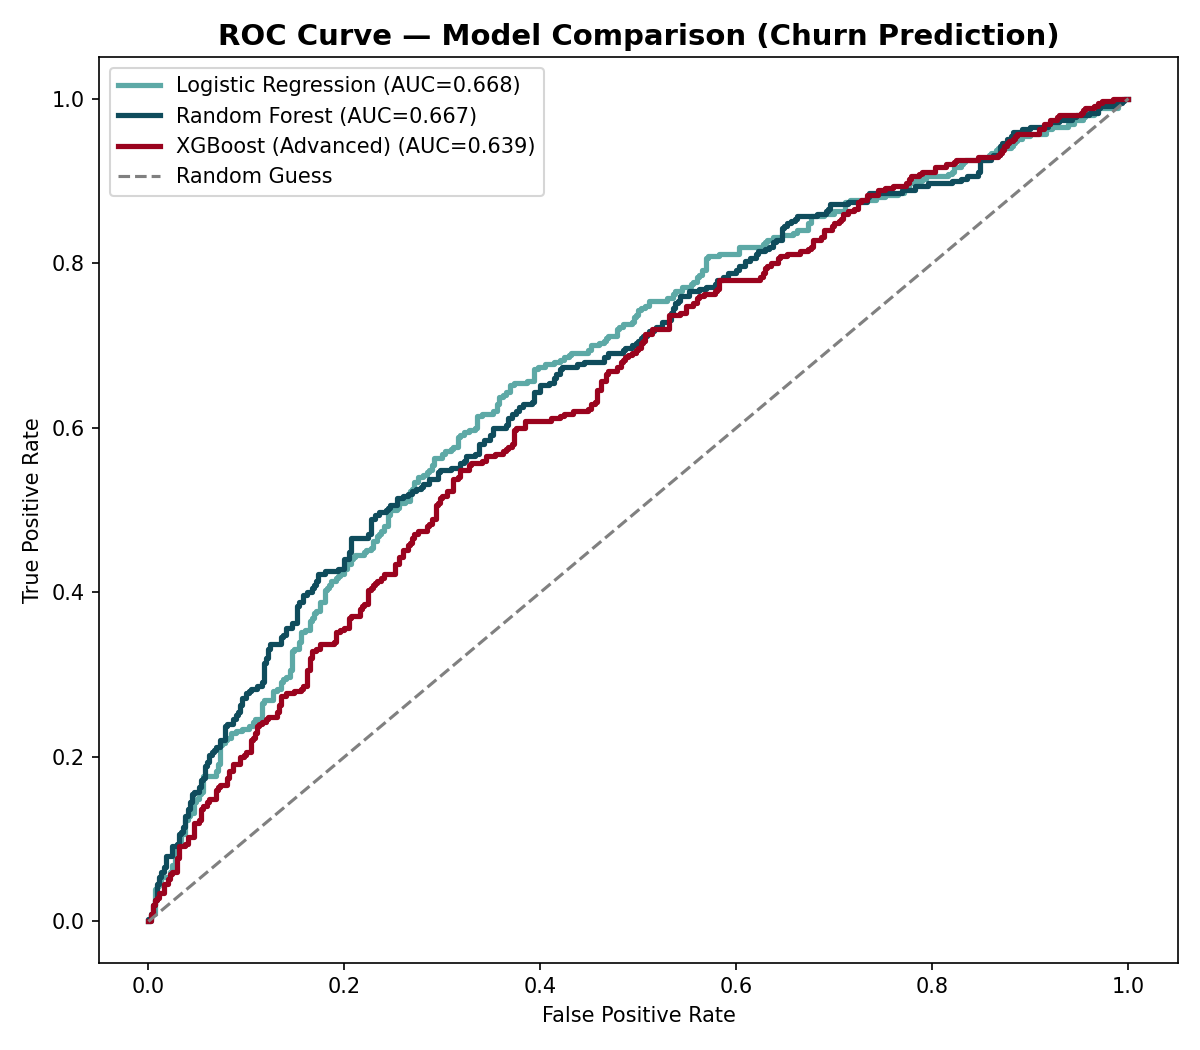 ROC Curve — Model Comparison (Churn Prediction)
Logistic Regression (AUC=0.668)
Random Forest (AUC=0.667)
XGBoost (Advanced) (AUC=0.639)
Random Guess
True Positive Rate
1.0
0.8
0.6
0.4
0.2
0.0
0.0 0.2 0.4 0.6 0.8 1.0
False Positive Rate